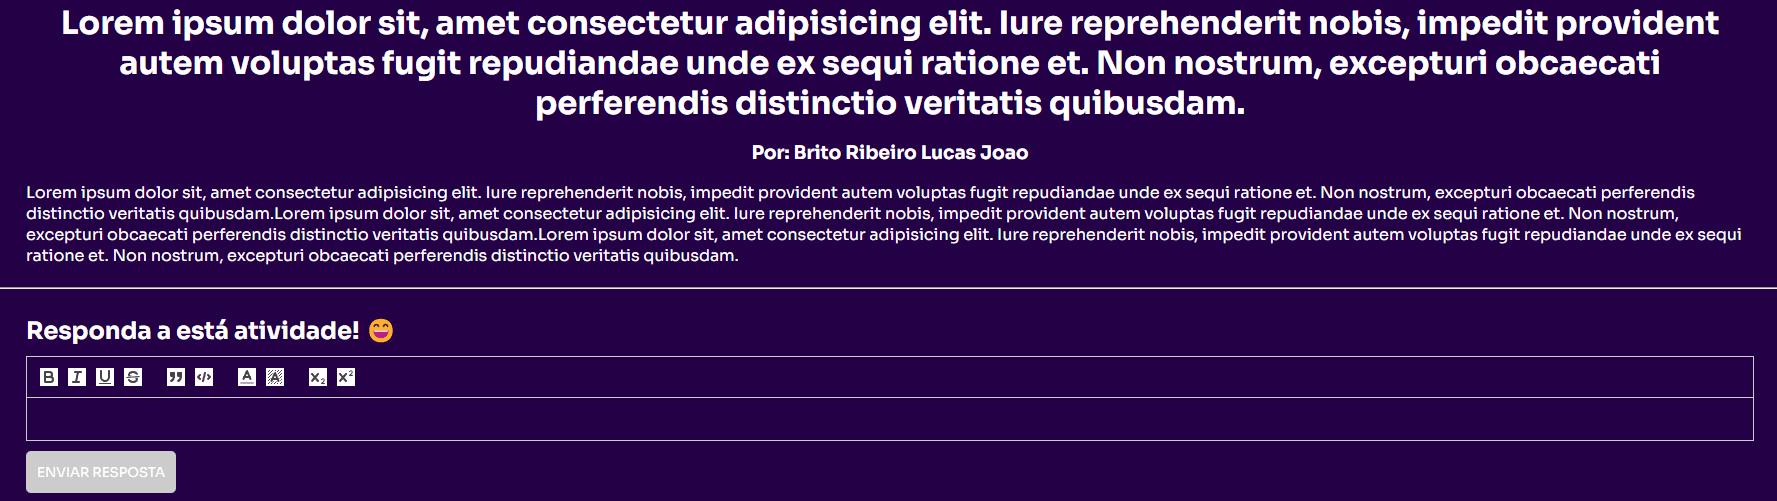 Lorem ipsum dolor sit, amet consectetur adipisicing elit. Iure reprehenderit nobis, impedit provident
autem voluptas fugit repudiandae unde ex sequi ratione et. Non nostrum, excepturi obcaecati
perferendis distinctio veritatis quibusdam.
Por: Brito Ribeiro Lucas Joao
Lorem ipsum dolor sit, amet consectetur adipisicing elit. Iure reprehenderit nobis, impedit provident autem voluptas fugit repudiandae unde ex sequi ratione et. Non nostrum, excepturi obcaecati perferendis
distinctio veritatis quibusdam.Lorem ipsum dolor sit, amet consectetur adipisicing elit. Iure reprehenderit nobis, impedit provident autem voluptas fugit repudiandae unde ex sequi ratione et. Non nostrum,
excepturi obcaecati perferendis distinctio veritatis quibusdam.Lorem ipsum dolor sit, amet consectetur adipisicing elit. Iure reprehenderit nobis, impedit provident autem voluptas fugit repudiandae unde ex sequi
ratione et. Non nostrum, excepturi obcaecati perferendis distinctio veritatis quibusdam.
Responda a está atividade! 😄
B I U S ” </> A A X₂ X²
ENVIAR RESPOSTA